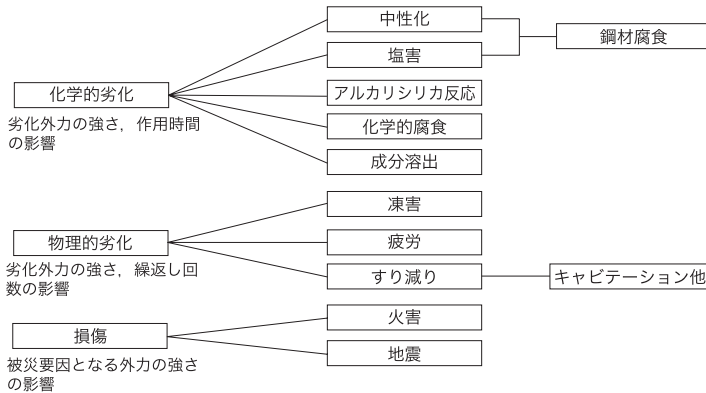 中性化
鋼材腐食
塩害
化学的劣化
アルカリシリカ反応
劣化外力の強さ，作用時間
の影響
化学的腐食
成分溶出
凍害
物理的劣化
疲労
劣化外力の強さ，繰返し回
数の影響
すり減り
キャビテーション他
火害
損傷
地震
被災要因となる外力の強さ
の影響